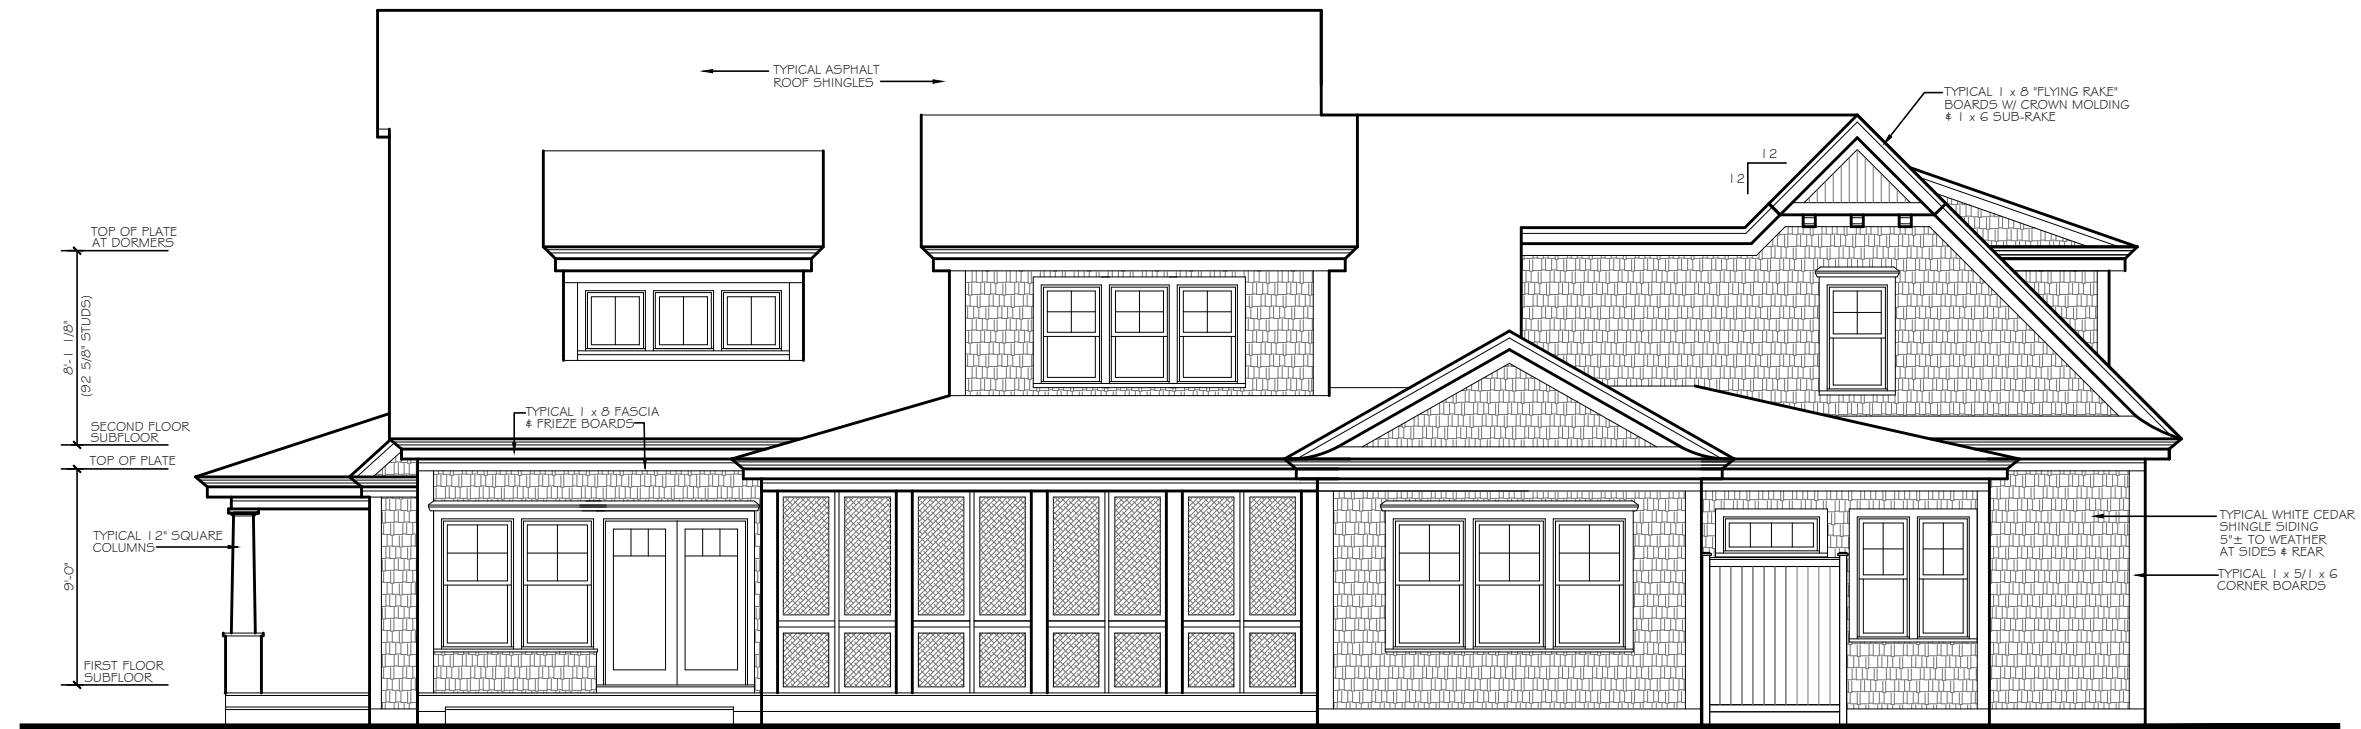 TYPICAL ASPHALT
ROOF SHINGLES
TYPICAL 1 x 8 "FLYING RAKE"
BOARDS W/ CROWN MOLDING
& 1 x 6 SUB-RAKE
12
12
TOP OF PLATE
AT DORMERS
8'-1 1/8"
(92 5/8" STUDS)
SECOND FLOOR
SUBFLOOR
TOP OF PLATE
TYPICAL 1 x 8 FASCIA
& FRIEZE BOARDS
TYPICAL 12" SQUARE
COLUMNS
9'-0"
FIRST FLOOR
SUBFLOOR
TYPICAL WHITE CEDAR
SHINGLE SIDING
5"± TO WEATHER
AT SIDES & REAR
TYPICAL 1 x 5/1 x 6
CORNER BOARDS